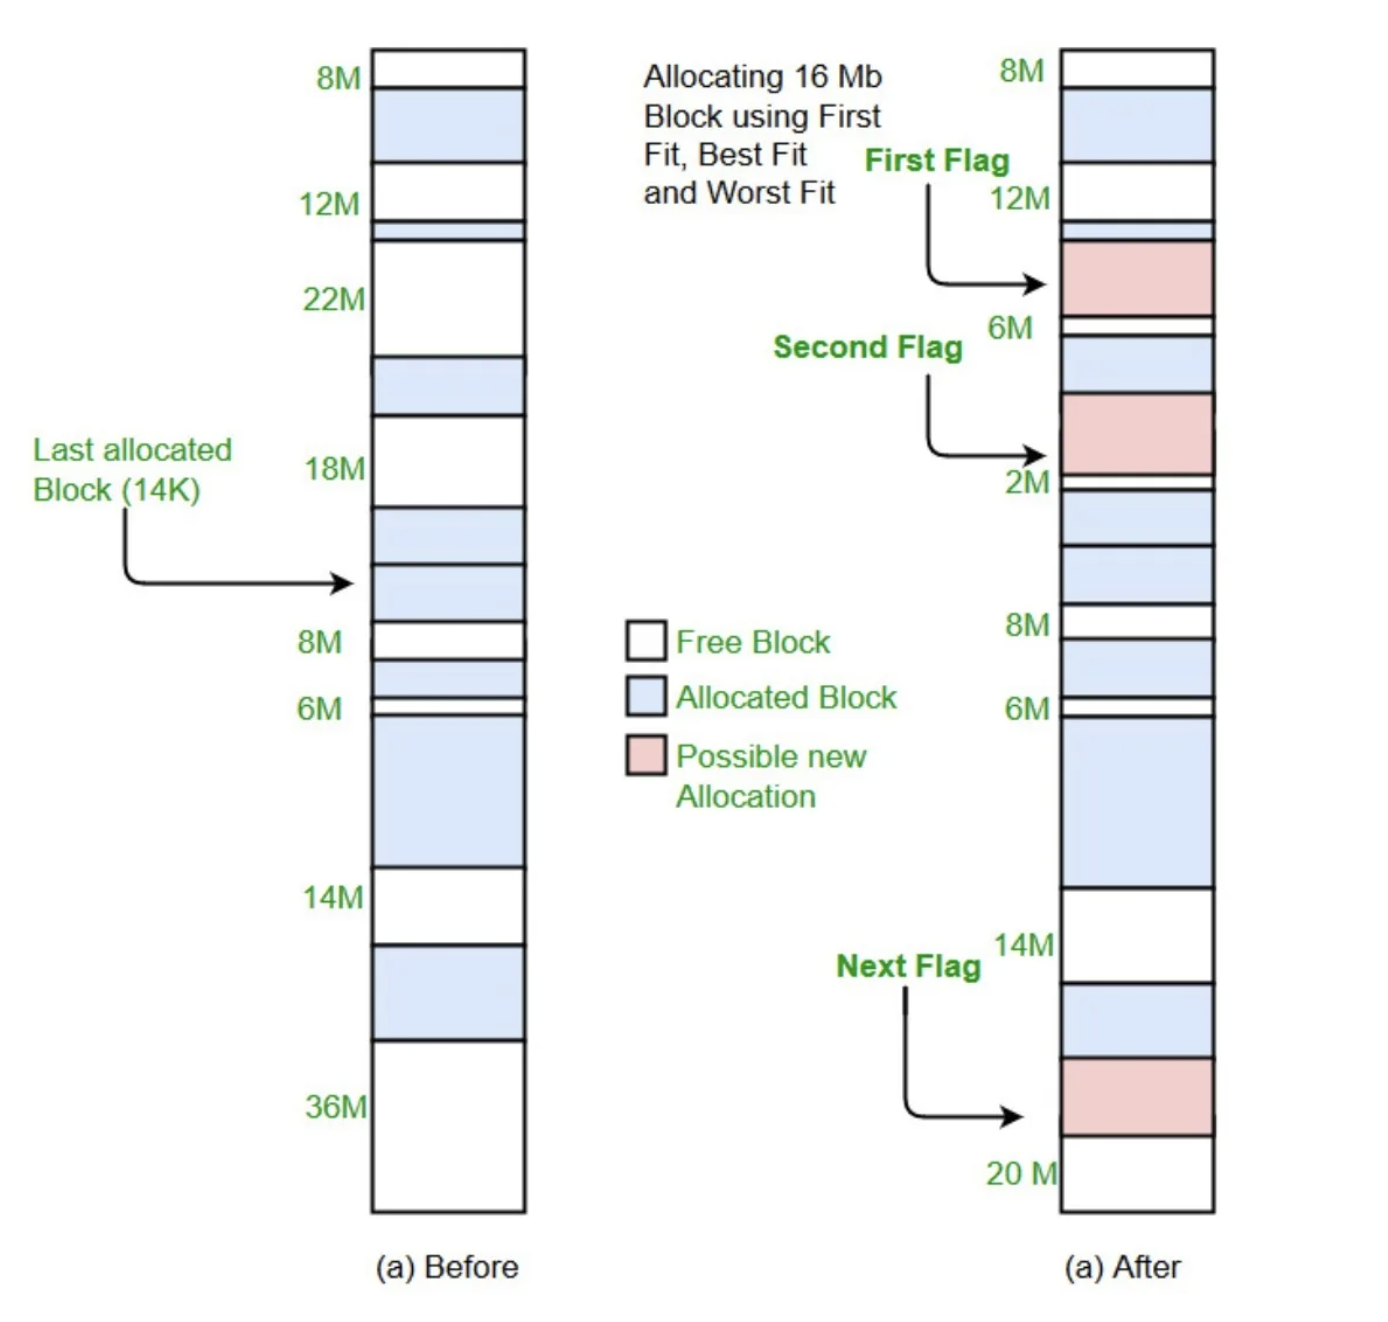 8M
12M
22M
Last allocated
Block (14K)
18M
8M
6M
14M
36M
(a) Before
Allocating 16 Mb
Block using First
Fit, Best Fit
and Worst Fit
Free Block
Allocated Block
Possible new
Allocation
8M
First Flag
12M
6M
Second Flag
2M
8M
6M
14M
Next Flag
20 M
(a) After